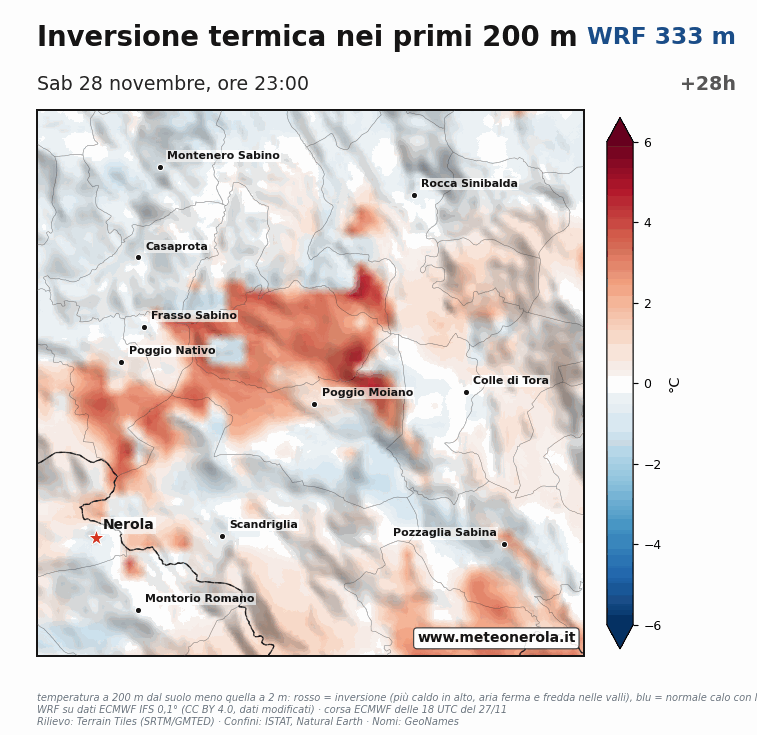 Inversione termica nei primi 200 m WRF 333 m
Sab 28 novembre, ore 23:00 +28h
Montenero Sabino
Rocca Sinibalda
Casaprota
Frasso Sabino
Poggio Nativo
Colle di Tora
Poggio Moiano
Nerola
Scandriglia
Pozzaglia Sabina
Montorio Romano
www.meteonerola.it
6
4
2
0
−2
−4
−6
°C
temperatura a 200 m dal suolo meno quella a 2 m: rosso = inversione (più caldo in alto, aria ferma e fredda nelle valli), blu = normale calo con
WRF su dati ECMWF IFS 0,1° (CC BY 4.0, dati modificati) · corsa ECMWF delle 18 UTC del 27/11
Rilievo: Terrain Tiles (SRTM/GMTED) · Confini: ISTAT, Natural Earth · Nomi: GeoNames